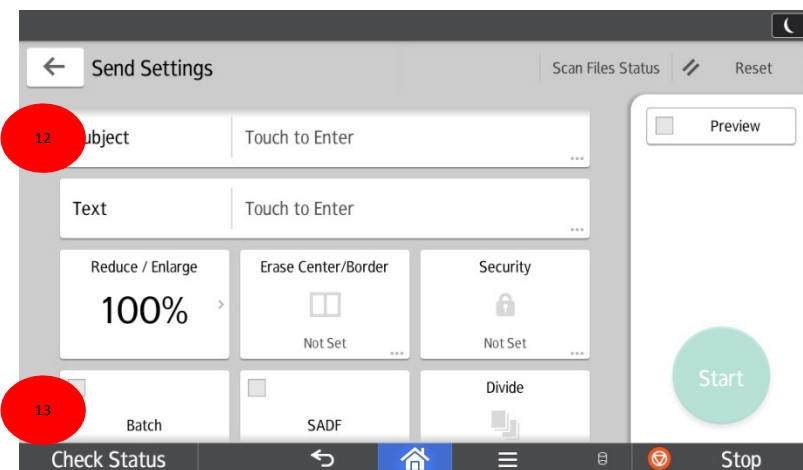 Send Settings Scan Files Status Reset
12 ubject Touch to Enter Preview
Text Touch to Enter
Reduce / Enlarge Erase Center/Border Security
100%
Not Set Not Set
Start
13 Divide
Batch SADF
Check Status Stop